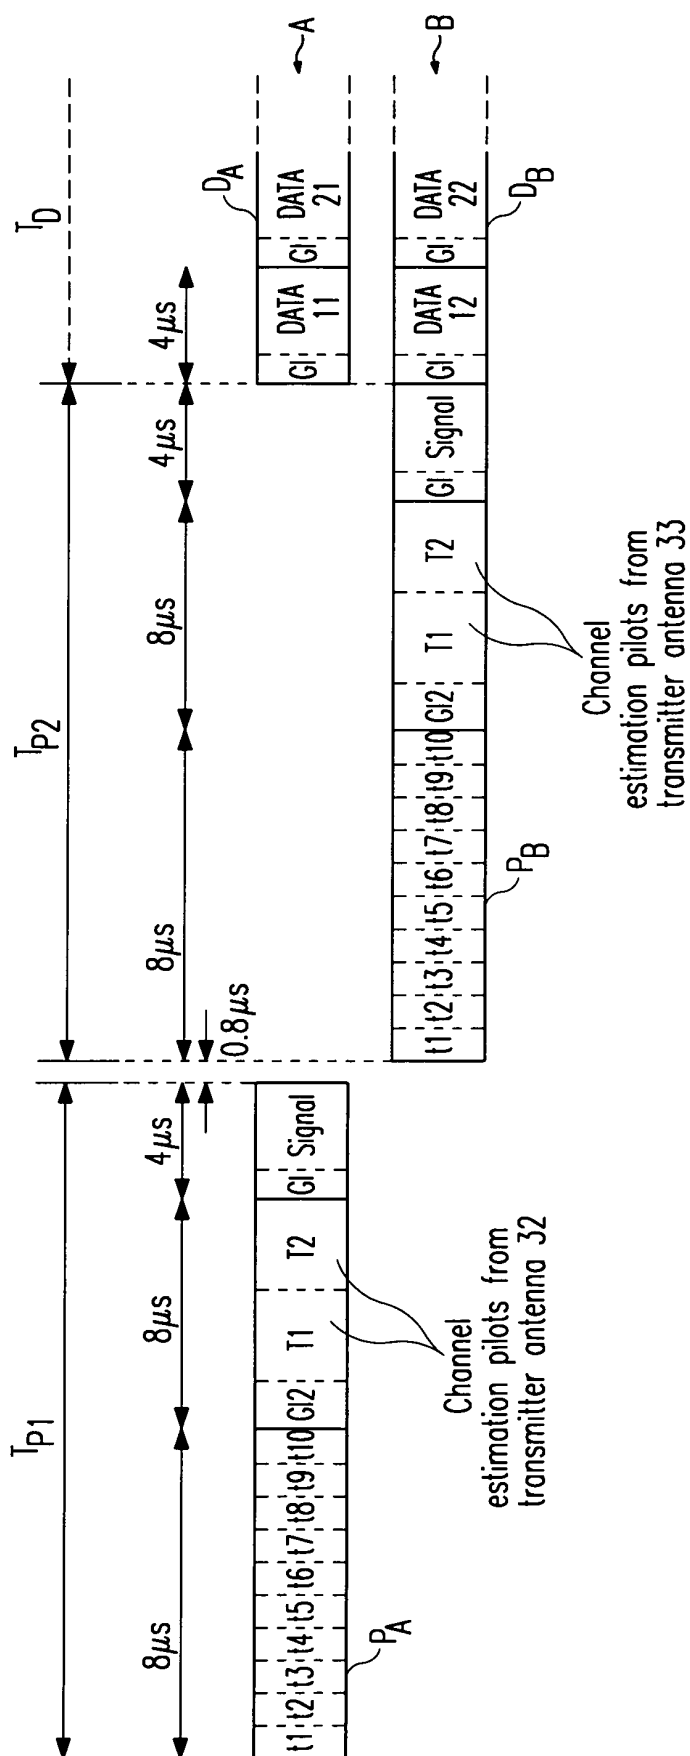 T_P1
T_P2
T_D
8μs
8μs
4μs
0.8μs
8μs
8μs
4μs
4μs
t1 t2 t3 t4 t5 t6 t7 t8 t9 t10 GI2 T1 T2 GI Signal
P_A
Channel
estimation pilots from
transmitter antenna 32
GI DATA 11 GI DATA 21
D_A
A
t1 t2 t3 t4 t5 t6 t7 t8 t9 t10 GI2 T1 T2 GI Signal GI DATA 12 GI DATA 22
P_B
D_B
B
Channel
estimation pilots from
transmitter antenna 33